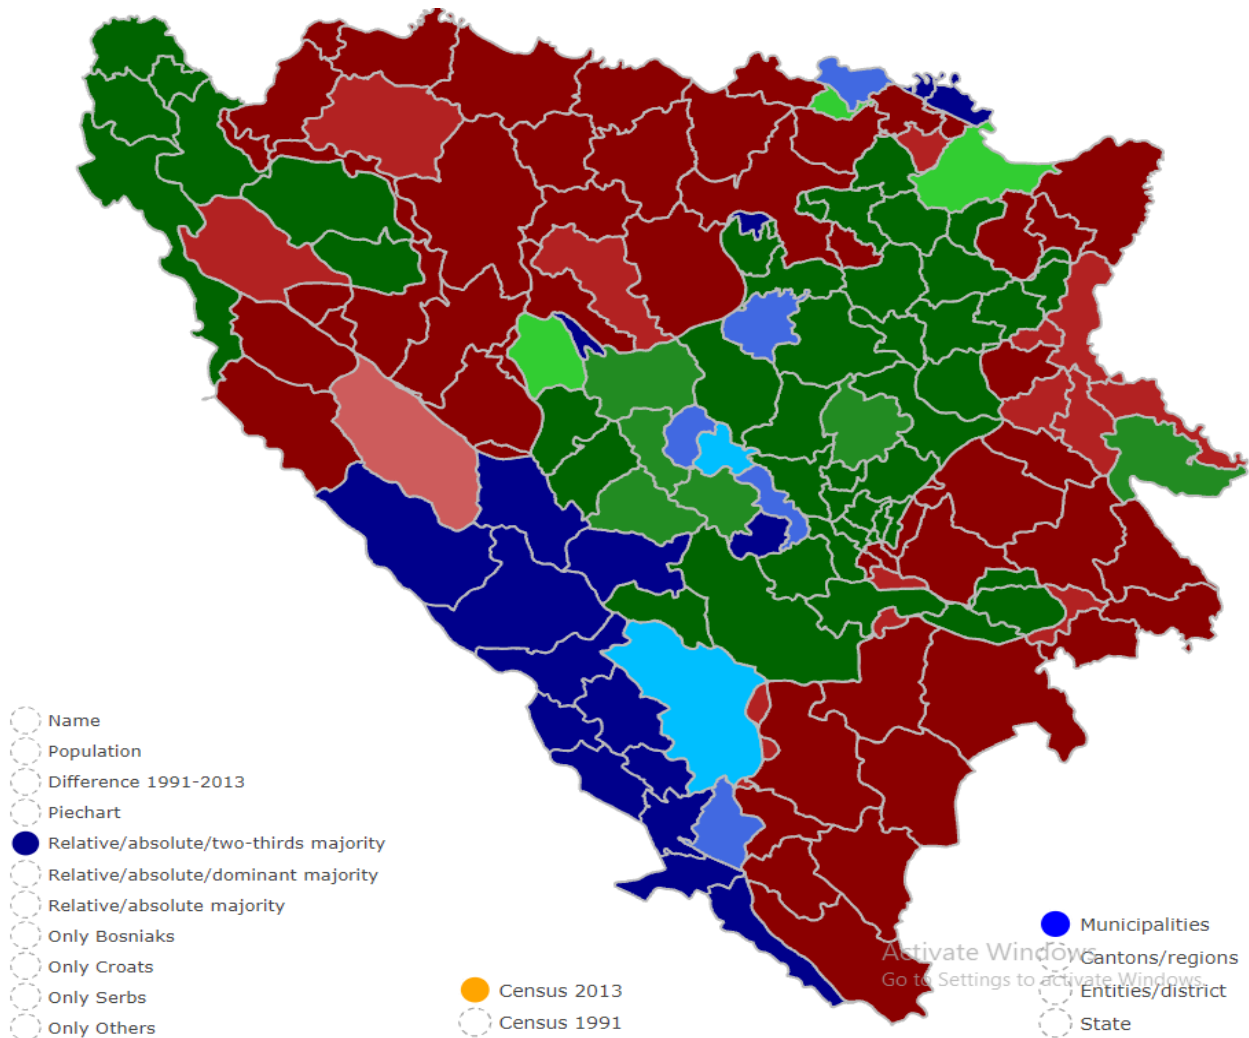 Name
Population
Difference 1991-2013
Piechart
Relative/absolute/two-thirds majority
Relative/absolute/dominant majority
Relative/absolute majority
Only Bosniaks
Only Croats
Only Serbs
Only Others
Census 2013
Census 1991
Municipalities
Activate Windows
Cantons/regions
Go to Settings to activate Windows.
Entities/district
State